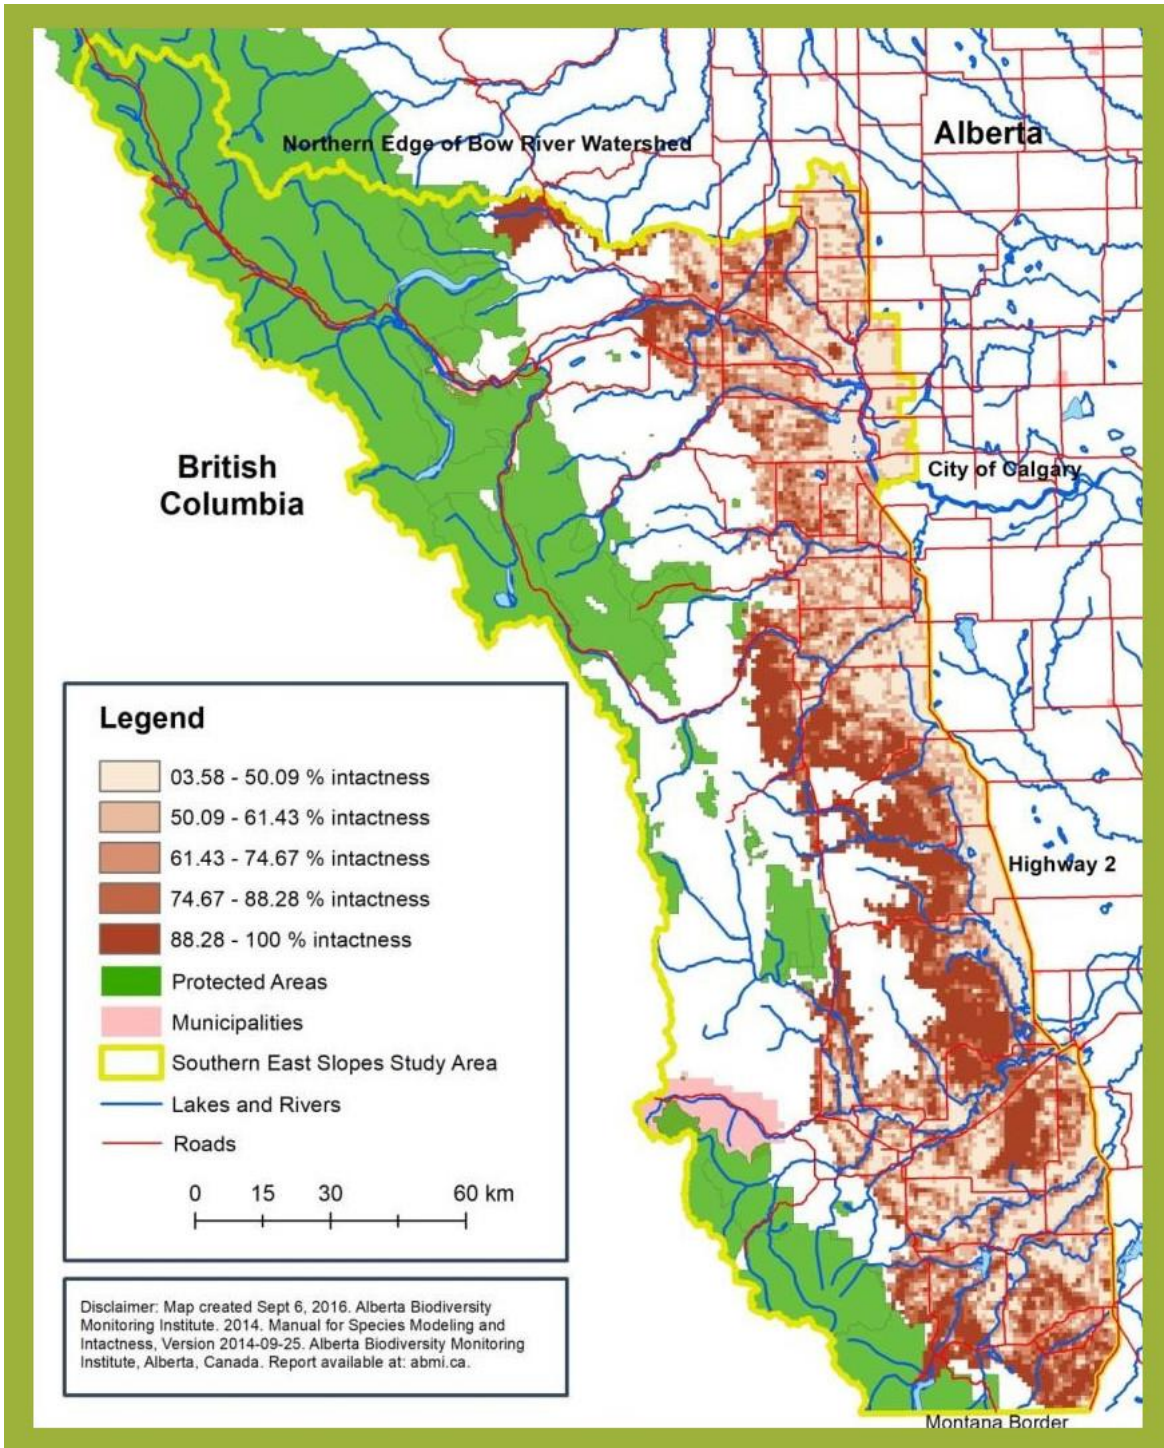 Northern Edge of Bow River Watershed
Alberta
British
Columbia
City of Calgary
Legend
03.58 - 50.09 % intactness
50.09 - 61.43 % intactness
61.43 - 74.67 % intactness
74.67 - 88.28 % intactness
88.28 - 100 % intactness
Protected Areas
Municipalities
Southern East Slopes Study Area
Lakes and Rivers
Roads
0 15 30 60 km
Highway 2
Disclaimer: Map created Sept 6, 2016. Alberta Biodiversity
Monitoring Institute. 2014. Manual for Species Modeling and
Intactness, Version 2014-09-25. Alberta Biodiversity Monitoring
Institute, Alberta, Canada. Report available at: abmi.ca.
Montana Border